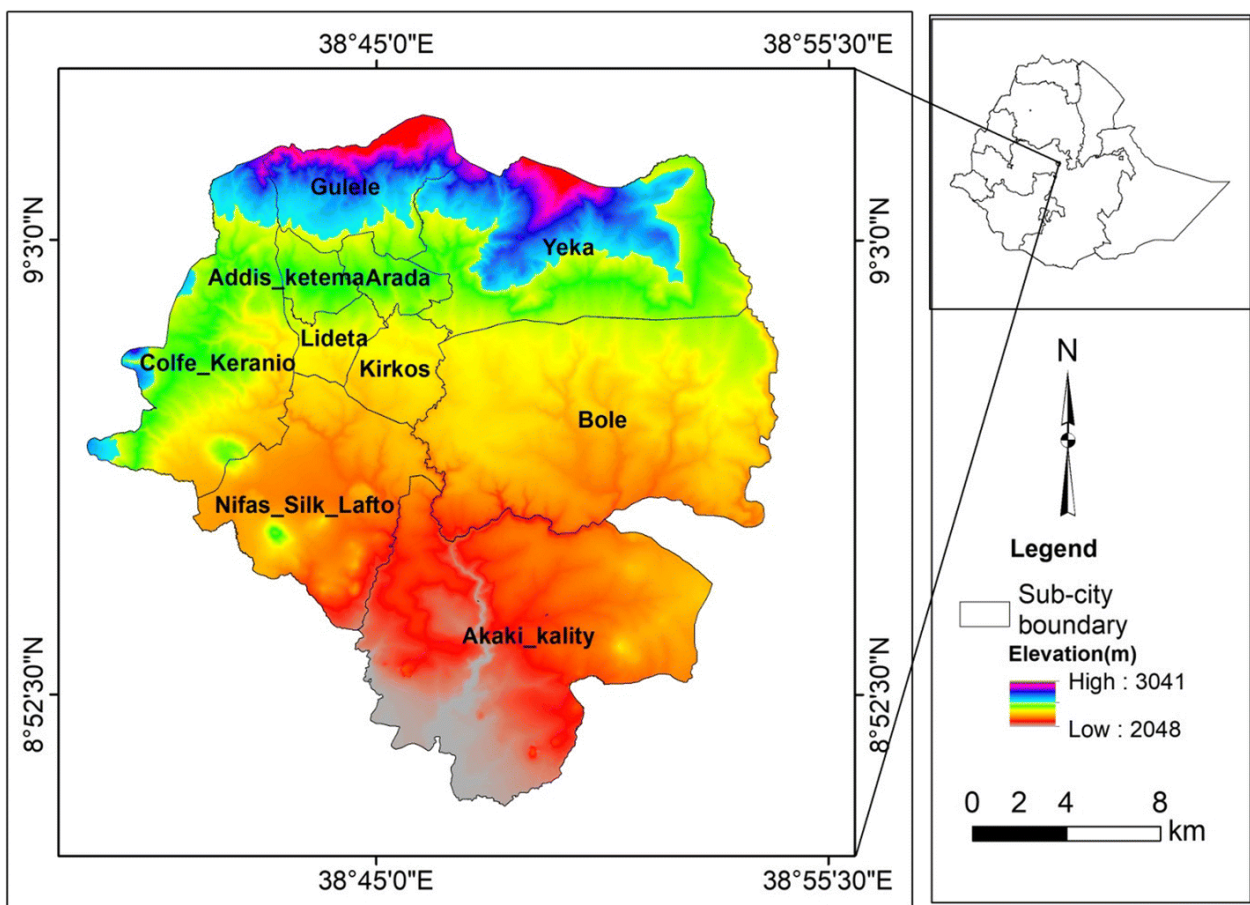 38°45'0"E
38°55'30"E
9°3'0"N
9°3'0"N
Gulele
Yeka
Addis_ketema
Arada
Lideta
Colfe_Keranio
Kirkos
Bole
Nifas_Silk_Lafto
Akaki_kality
8°52'30"N
8°52'30"N
38°45'0"E
38°55'30"E
N
Legend
Sub-city
boundary
Elevation(m)
High : 3041
Low : 2048
0 2 4 8
km